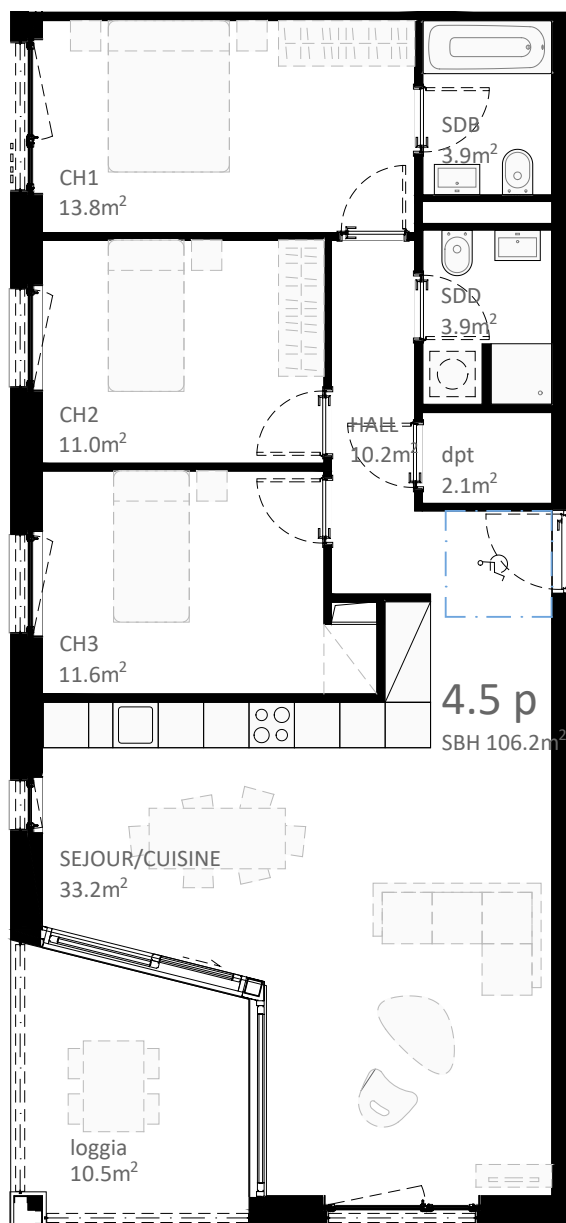 CH1
13.8m²
SDB
3.9m²
SDD
3.9m²
CH2
11.0m²
HALL
10.2m²
dpt
2.1m²
CH3
11.6m²
4.5 p
SBH 106.2m²
SEJOUR/CUISINE
33.2m²
loggia
10.5m²